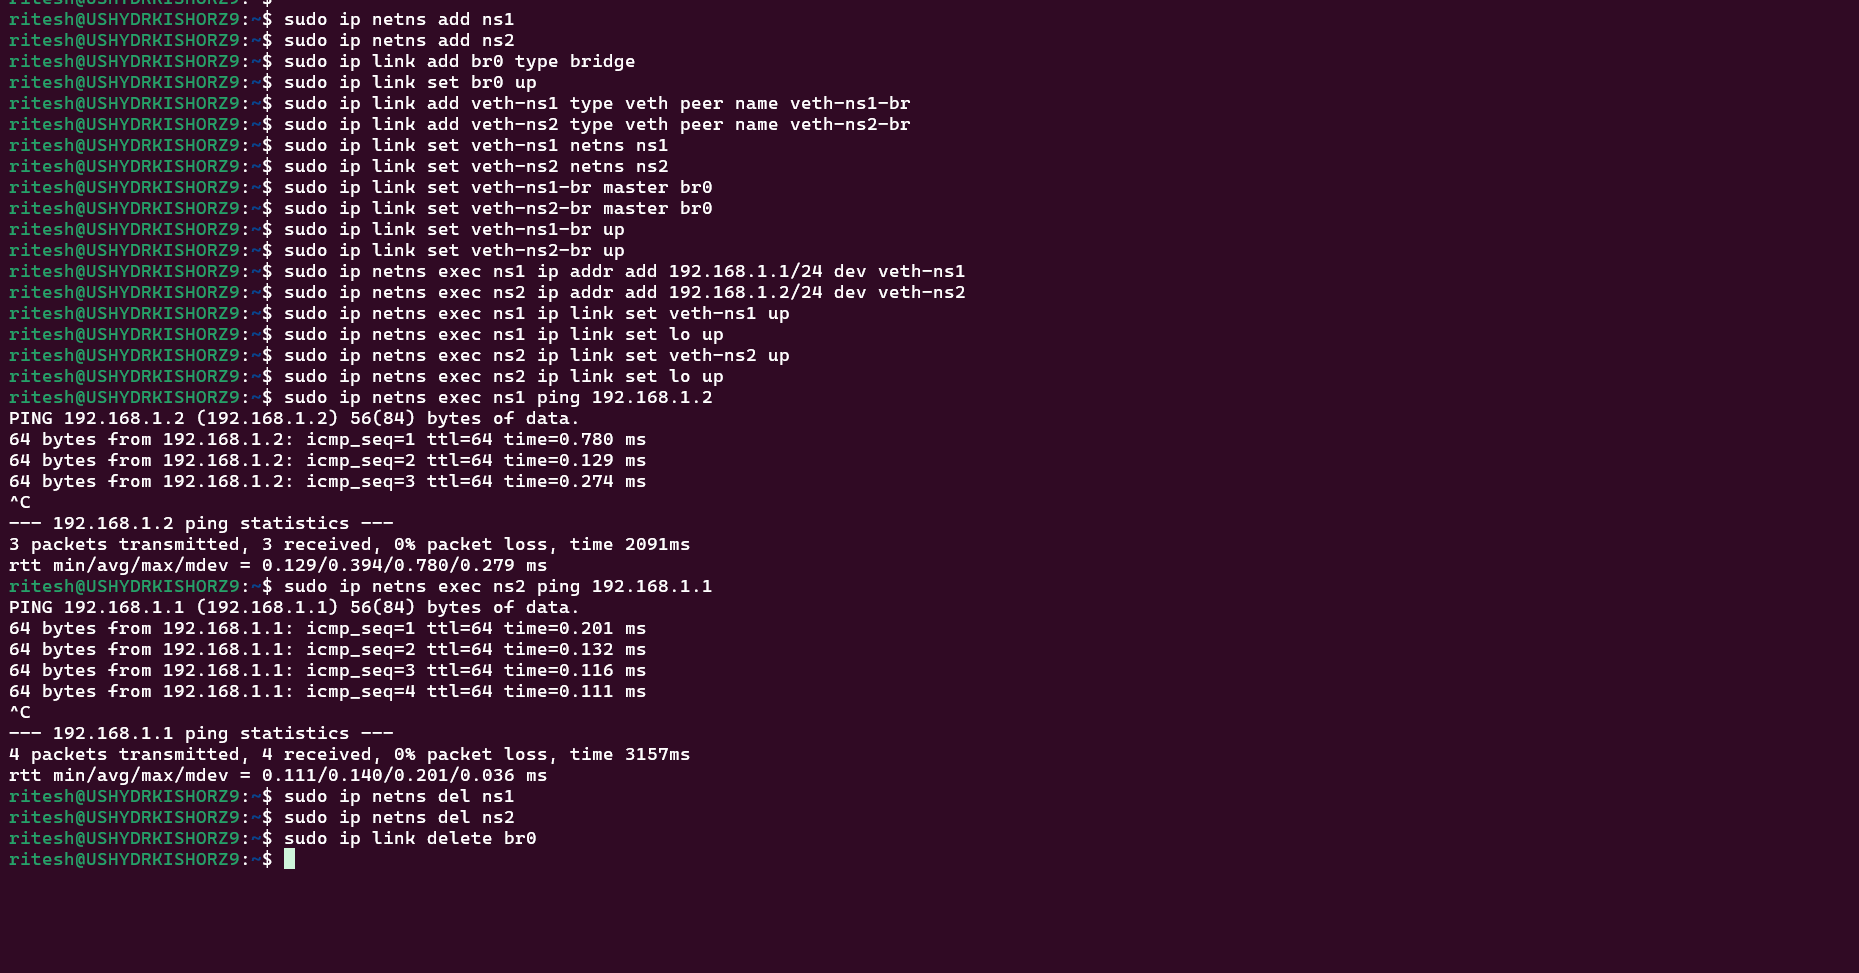 ritesh@USHYDRKISHORZ9:~$ sudo ip netns add ns1
ritesh@USHYDRKISHORZ9:~$ sudo ip netns add ns2
ritesh@USHYDRKISHORZ9:~$ sudo ip link add br0 type bridge
ritesh@USHYDRKISHORZ9:~$ sudo ip link set br0 up
ritesh@USHYDRKISHORZ9:~$ sudo ip link add veth-ns1 type veth peer name veth-ns1-br
ritesh@USHYDRKISHORZ9:~$ sudo ip link add veth-ns2 type veth peer name veth-ns2-br
ritesh@USHYDRKISHORZ9:~$ sudo ip link set veth-ns1 netns ns1
ritesh@USHYDRKISHORZ9:~$ sudo ip link set veth-ns2 netns ns2
ritesh@USHYDRKISHORZ9:~$ sudo ip link set veth-ns1-br master br0
ritesh@USHYDRKISHORZ9:~$ sudo ip link set veth-ns2-br master br0
ritesh@USHYDRKISHORZ9:~$ sudo ip link set veth-ns1-br up
ritesh@USHYDRKISHORZ9:~$ sudo ip link set veth-ns2-br up
ritesh@USHYDRKISHORZ9:~$ sudo ip netns exec ns1 ip addr add 192.168.1.1/24 dev veth-ns1
ritesh@USHYDRKISHORZ9:~$ sudo ip netns exec ns2 ip addr add 192.168.1.2/24 dev veth-ns2
ritesh@USHYDRKISHORZ9:~$ sudo ip netns exec ns1 ip link set veth-ns1 up
ritesh@USHYDRKISHORZ9:~$ sudo ip netns exec ns1 ip link set lo up
ritesh@USHYDRKISHORZ9:~$ sudo ip netns exec ns2 ip link set veth-ns2 up
ritesh@USHYDRKISHORZ9:~$ sudo ip netns exec ns2 ip link set lo up
ritesh@USHYDRKISHORZ9:~$ sudo ip netns exec ns1 ping 192.168.1.2
PING 192.168.1.2 (192.168.1.2) 56(84) bytes of data.
64 bytes from 192.168.1.2: icmp_seq=1 ttl=64 time=0.780 ms
64 bytes from 192.168.1.2: icmp_seq=2 ttl=64 time=0.129 ms
64 bytes from 192.168.1.2: icmp_seq=3 ttl=64 time=0.274 ms
^C
--- 192.168.1.2 ping statistics ---
3 packets transmitted, 3 received, 0% packet loss, time 2091ms
rtt min/avg/max/mdev = 0.129/0.394/0.780/0.279 ms
ritesh@USHYDRKISHORZ9:~$ sudo ip netns exec ns2 ping 192.168.1.1
PING 192.168.1.1 (192.168.1.1) 56(84) bytes of data.
64 bytes from 192.168.1.1: icmp_seq=1 ttl=64 time=0.201 ms
64 bytes from 192.168.1.1: icmp_seq=2 ttl=64 time=0.132 ms
64 bytes from 192.168.1.1: icmp_seq=3 ttl=64 time=0.116 ms
64 bytes from 192.168.1.1: icmp_seq=4 ttl=64 time=0.111 ms
^C
--- 192.168.1.1 ping statistics ---
4 packets transmitted, 4 received, 0% packet loss, time 3157ms
rtt min/avg/max/mdev = 0.111/0.140/0.201/0.036 ms
ritesh@USHYDRKISHORZ9:~$ sudo ip netns del ns1
ritesh@USHYDRKISHORZ9:~$ sudo ip netns del ns2
ritesh@USHYDRKISHORZ9:~$ sudo ip link delete br0
ritesh@USHYDRKISHORZ9:~$